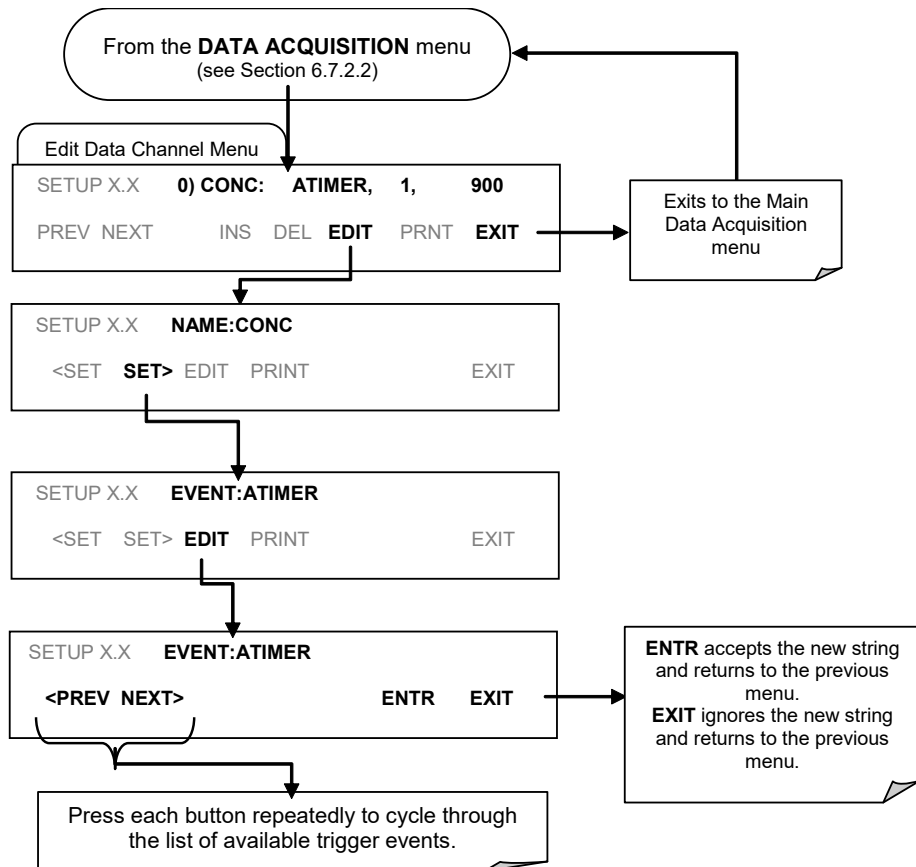 From the DATA ACQUISITION menu
(see Section 6.7.2.2)
Edit Data Channel Menu
SETUP X.X 0) CONC: ATIMER, 1, 900
PREV NEXT INS DEL EDIT PRNT EXIT
Exits to the Main
Data Acquisition
menu
SETUP X.X NAME:CONC
<SET SET> EDIT PRINT EXIT
SETUP X.X EVENT:ATIMER
<SET SET> EDIT PRINT EXIT
SETUP X.X EVENT:ATIMER
<PREV NEXT> ENTR EXIT
ENTR accepts the new string
and returns to the previous
menu.
EXIT ignores the new string
and returns to the previous
menu.
Press each button repeatedly to cycle through
the list of available trigger events.